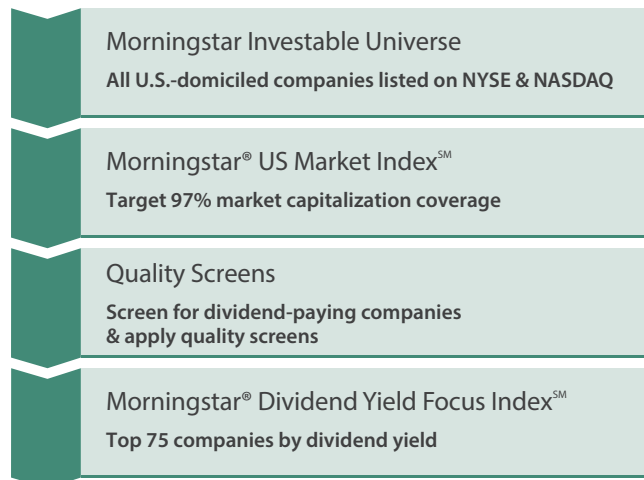 Morningstar Investable Universe
All U.S.-domiciled companies listed on NYSE & NASDAQ
Morningstar® US Market Index℠
Target 97% market capitalization coverage
Quality Screens
Screen for dividend-paying companies
& apply quality screens
Morningstar® Dividend Yield Focus Index℠
Top 75 companies by dividend yield